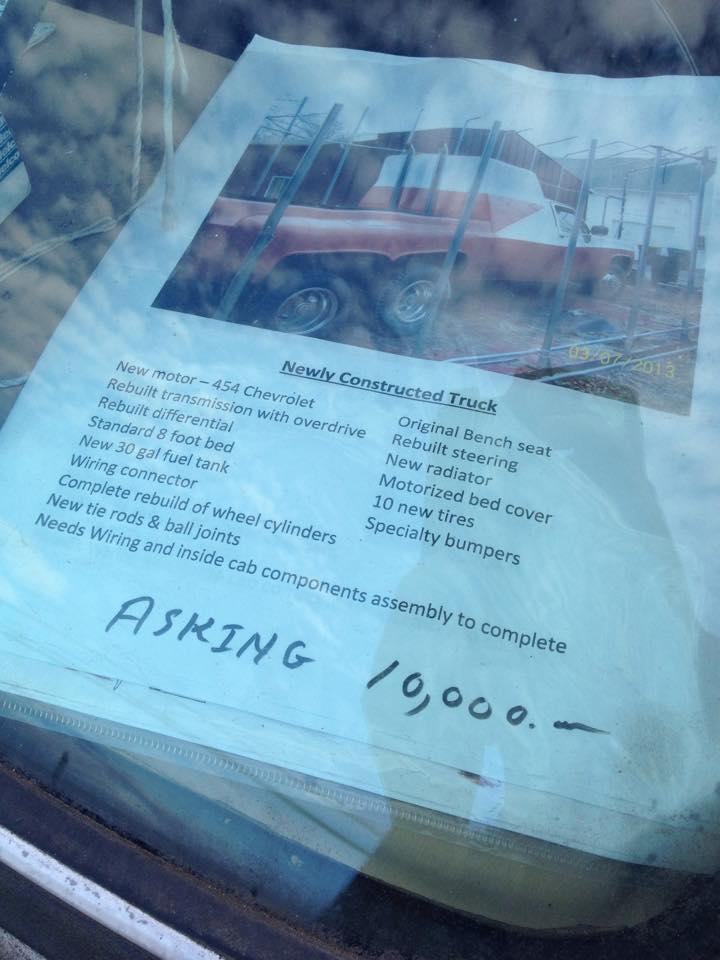 03/07/2013
Newly Constructed Truck
New motor – 454 Chevrolet
Rebuilt transmission with overdrive
Rebuilt differential
Standard 8 foot bed
New 30 gal fuel tank
Wiring connector
Complete rebuild of wheel cylinders
New tie rods & ball joints
Needs Wiring and inside cab components assembly to complete
Original Bench seat
Rebuilt steering
New radiator
Motorized bed cover
10 new tires
Specialty bumpers
ASKING 10,000.—